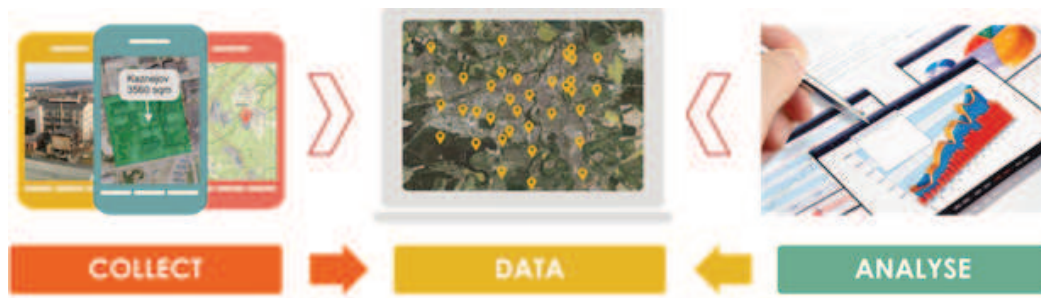 Kaznejov
3560 sqm
COLLECT
DATA
ANALYSE